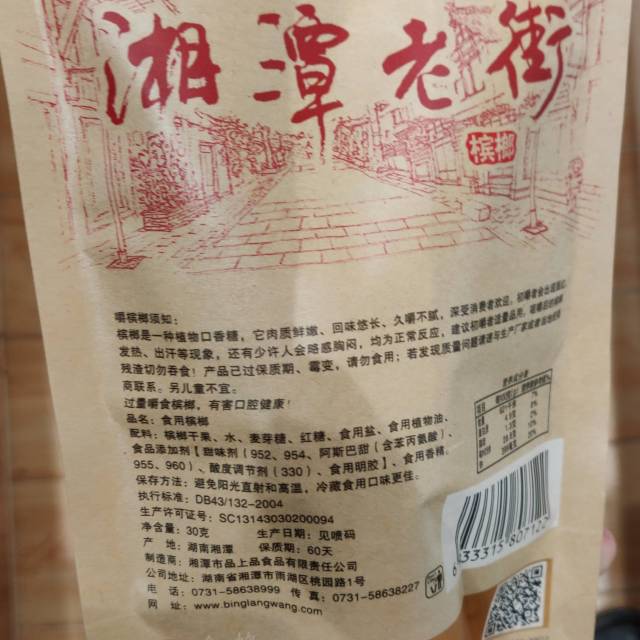 湘潭老街
槟榔
嚼槟榔须知：
槟榔是一种植物口香糖，它肉质鲜嫩、回味悠长、久嚼不腻，深受消费者欢迎，初嚼者会出现
发热、出汗等现象，还有少许人会略感胸闷，均为正常反应，建议初嚼者适量品用，咀嚼后的槟榔
残渣切勿吞食！产品已过保质期、霉变，请勿食用；若发现质量问题请速与生产厂家或
商联系。另儿童不宜。
过量嚼食槟榔，有害口腔健康！
品名：食用槟榔
配料：槟榔干果、水、麦芽糖、红糖、食用盐、食用植物油、
食品添加剂【甜味剂（952、954、阿斯巴甜（含苯丙氨酸）、
955、960）、酸度调节剂（330）、食用明胶】、食用香精。
保存方法：避免阳光直射和高温，冷藏食用口味更佳。
执行标准：DB43/132-2004
生产许可证号：SC13143030200094
净含量：30克 生产日期：见喷码
产 地：湖南湘潭 保质期：60天
制造商：湘潭市品上品食品有限责任公司
公司地址：湖南省湘潭市雨湖区桃园路1号
电 话：0731-58638999 传 真：0731-58638227
网 址：www.binglangwang.com
营养成分表